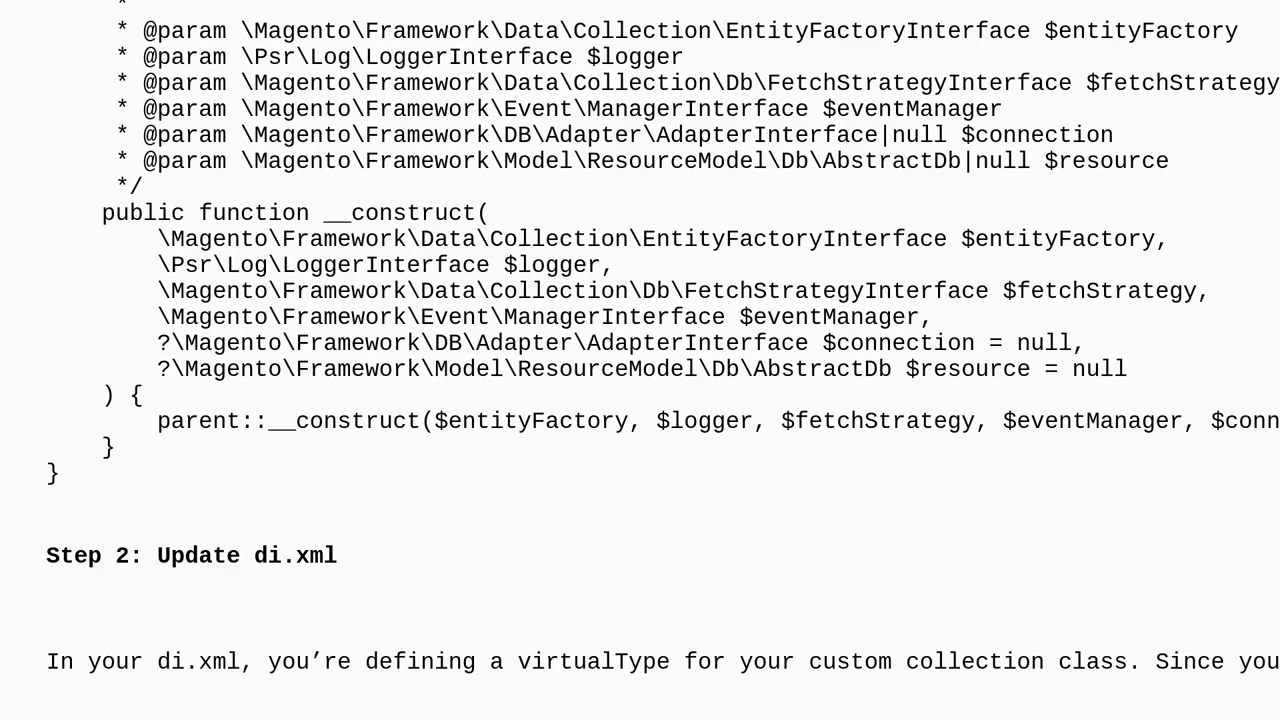 *
* @param \Magento\Framework\Data\Collection\EntityFactoryInterface $entityFactory
* @param \Psr\Log\LoggerInterface $logger
* @param \Magento\Framework\Data\Collection\Db\FetchStrategyInterface $fetchStrategy
* @param \Magento\Framework\Event\ManagerInterface $eventManager
* @param \Magento\Framework\DB\Adapter\AdapterInterface|null $connection
* @param \Magento\Framework\Model\ResourceModel\Db\AbstractDb|null $resource
*/
public function __construct(
\Magento\Framework\Data\Collection\EntityFactoryInterface $entityFactory,
\Psr\Log\LoggerInterface $logger,
\Magento\Framework\Data\Collection\Db\FetchStrategyInterface $fetchStrategy,
\Magento\Framework\Event\ManagerInterface $eventManager,
?\Magento\Framework\DB\Adapter\AdapterInterface $connection = null,
?\Magento\Framework\Model\ResourceModel\Db\AbstractDb $resource = null
) {
parent::__construct($entityFactory, $logger, $fetchStrategy, $eventManager, $conn
}
}
Step 2: Update di.xml
In your di.xml, you’re defining a virtualType for your custom collection class. Since you